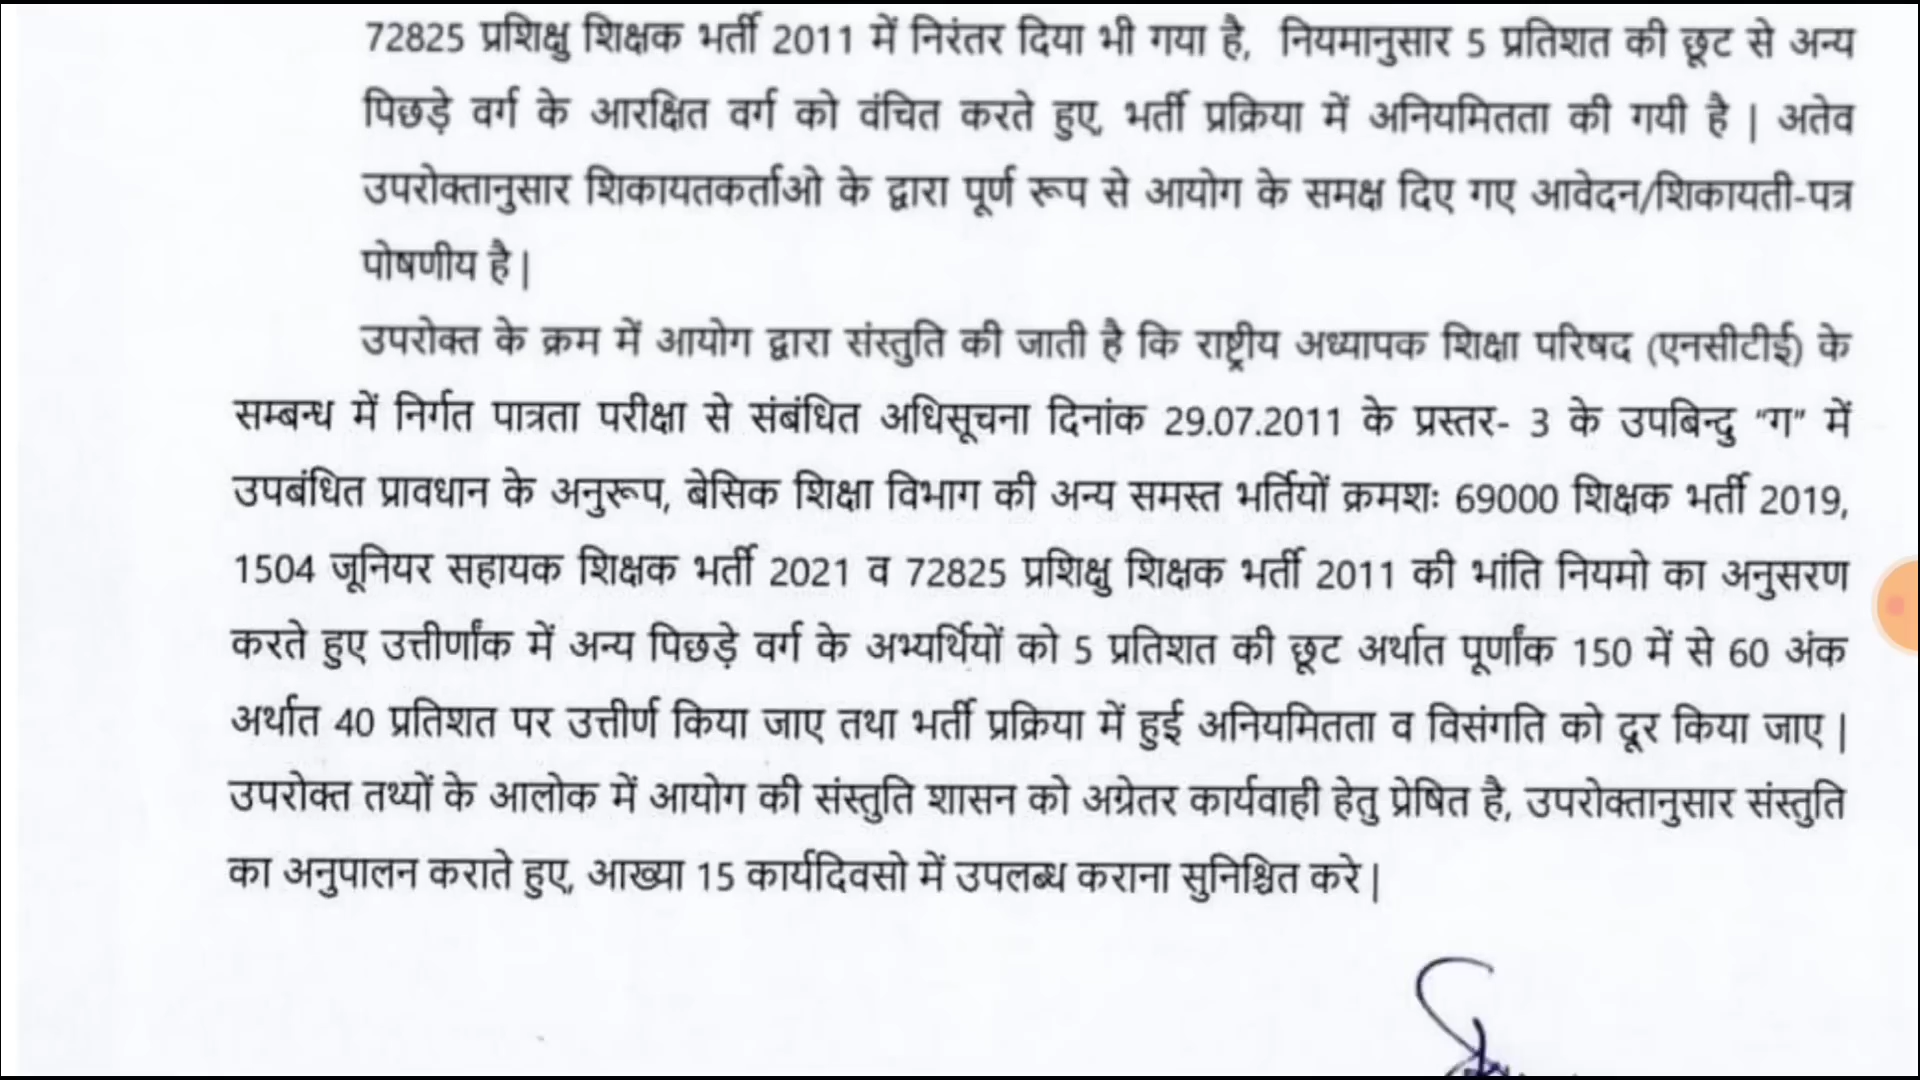 72825 प्रशिक्षु शिक्षक भर्ती 2011 में निरंतर दिया भी गया है, नियमानुसार 5 प्रतिशत की छूट से अन्य
पिछड़े वर्ग के आरक्षित वर्ग को वंचित करते हुए, भर्ती प्रक्रिया में अनियमितता की गयी है | अतेव
उपरोक्तानुसार शिकायतकर्ताओ के द्वारा पूर्ण रूप से आयोग के समक्ष दिए गए आवेदन/शिकायती-पत्र
पोषणीय है |
उपरोक्त के क्रम में आयोग द्वारा संस्तुति की जाती है कि राष्ट्रीय अध्यापक शिक्षा परिषद (एनसीटीई) के
सम्बन्ध में निर्गत पात्रता परीक्षा से संबंधित अधिसूचना दिनांक 29.07.2011 के प्रस्तर- 3 के उपबिन्दु "ग" में
उपबंधित प्रावधान के अनुरूप, बेसिक शिक्षा विभाग की अन्य समस्त भर्तियों क्रमशः 69000 शिक्षक भर्ती 2019,
1504 जूनियर सहायक शिक्षक भर्ती 2021 व 72825 प्रशिक्षु शिक्षक भर्ती 2011 की भांति नियमो का अनुसरण
करते हुए उत्तीर्णांक में अन्य पिछड़े वर्ग के अभ्यर्थियों को 5 प्रतिशत की छूट अर्थात पूर्णांक 150 में से 60 अंक
अर्थात 40 प्रतिशत पर उत्तीर्ण किया जाए तथा भर्ती प्रक्रिया में हुई अनियमितता व विसंगति को दूर किया जाए |
उपरोक्त तथ्यों के आलोक में आयोग की संस्तुति शासन को अग्रेतर कार्यवाही हेतु प्रेषित है, उपरोक्तानुसार संस्तुति
का अनुपालन कराते हुए, आख्या 15 कार्यदिवसो में उपलब्ध कराना सुनिश्चित करे |